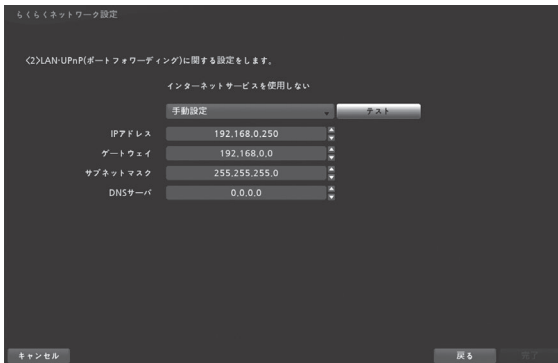 らくらくネットワーク設定
<2>LAN･UPnP(ポートフォワーディング)に関する設定をします。
インターネットサービスを使用しない
手動設定 テスト
IPアドレス 192,168,0,250
ゲートウェイ 192,168,0,0
サブネットマスク 255,255,255,0
DNSサーバ 0,0,0,0
キャンセル 戻る 完了